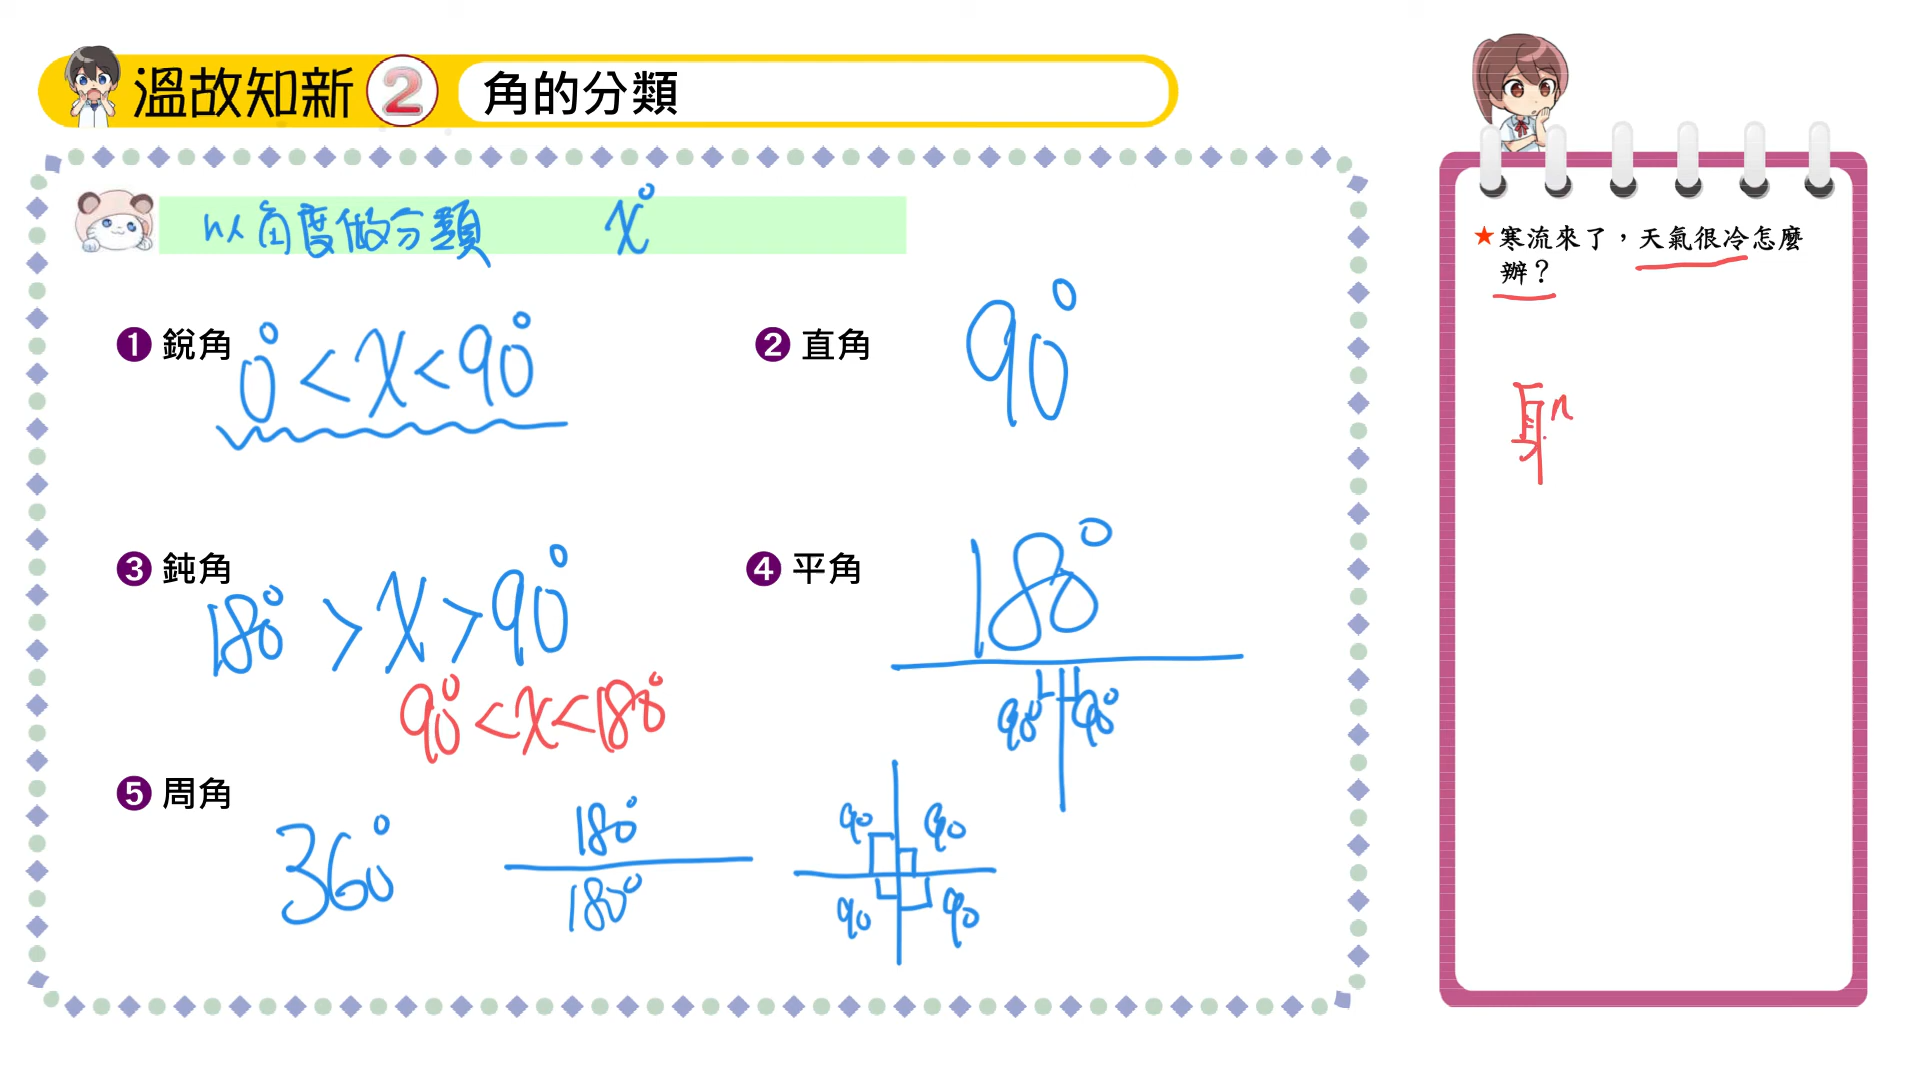 溫故知新 2 角的分類
以角度做分類 x°
1 銳角 0° < x < 90°
2 直角 90°
3 鈍角 180° > x > 90°
90° < x < 180°
4 平角 180°
90° 90°
5 周角 360°
180°
180°
90 90
90 90
★寒流來了，天氣很冷怎麼
辦？